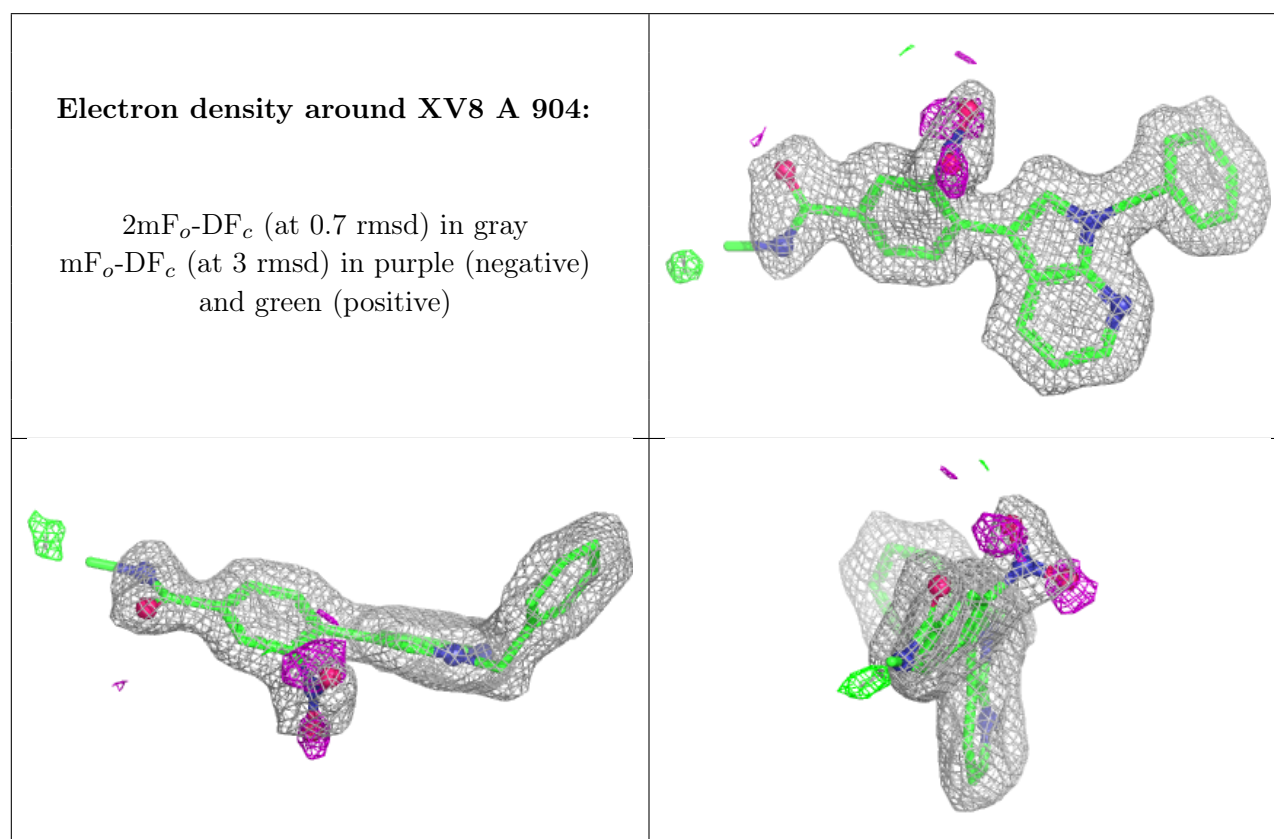 Electron density around XV8 A 904:
2mFo-DFc (at 0.7 rmsd) in gray
mFo-DFc (at 3 rmsd) in purple (negative)
and green (positive)